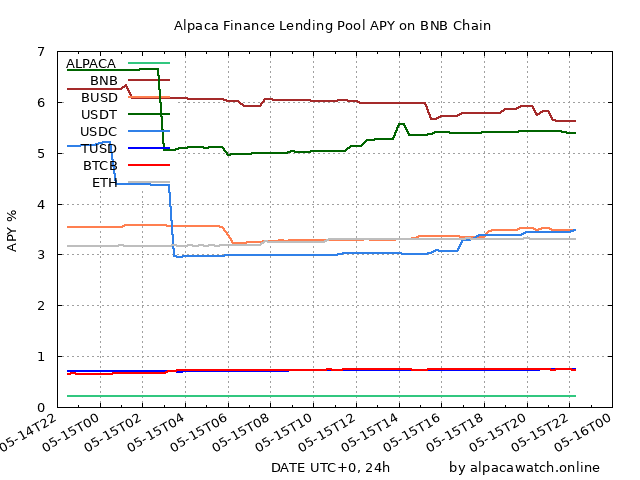 Alpaca Finance Lending Pool APY on BNB Chain
7
6
5
4
3
2
1
0
APY %
ALPACA
BNB
BUSD
USDT
USDC
TUSD
BTCB
ETH
05-14T22
05-15T00
05-15T02
05-15T04
05-15T06
05-15T08
05-15T10
05-15T12
05-15T14
05-15T16
05-15T18
05-15T20
05-15T22
05-16T00
DATE UTC+0, 24h
by alpacawatch.online